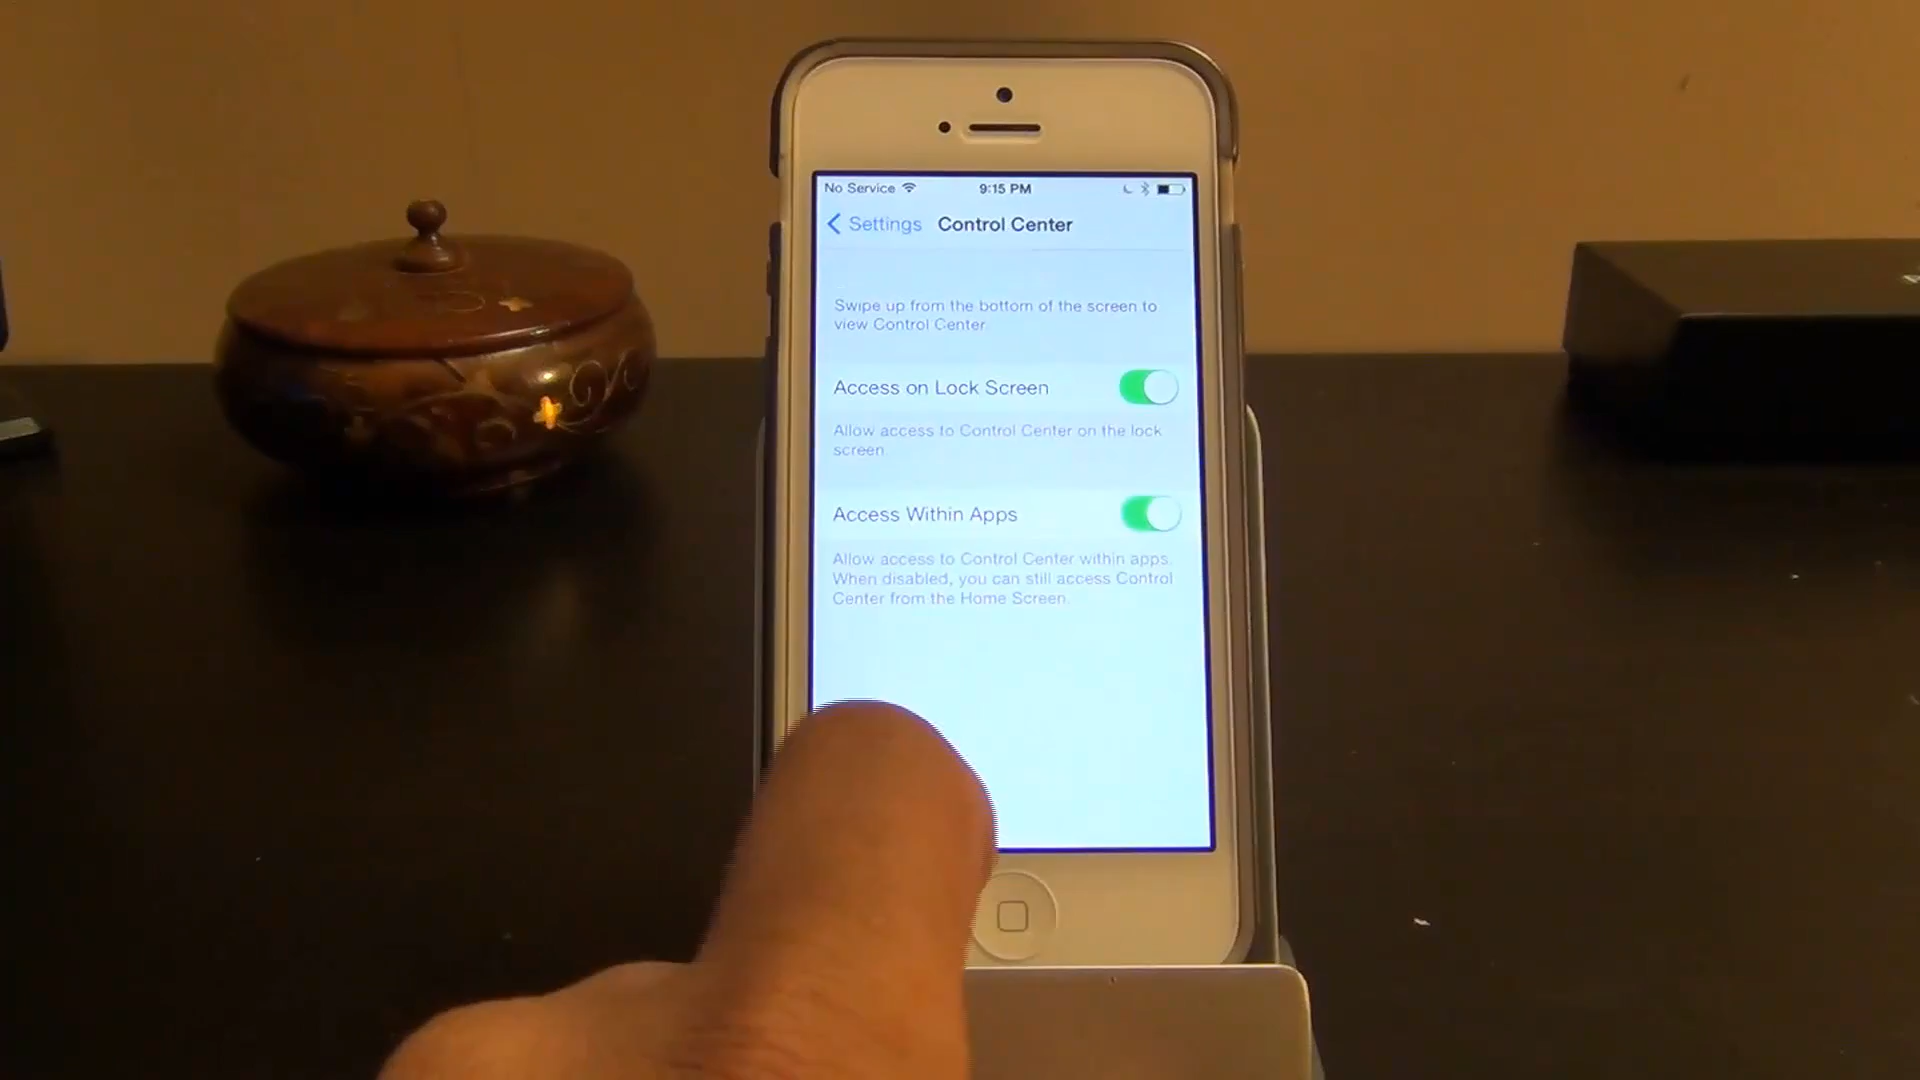 No Service 9:15 PM
Settings Control Center
Swipe up from the bottom of the screen to
view Control Center.
Access on Lock Screen
Allow access to Control Center on the lock
screen.
Access Within Apps
Allow access to Control Center within apps.
When disabled, you can still access Control
Center from the Home Screen.